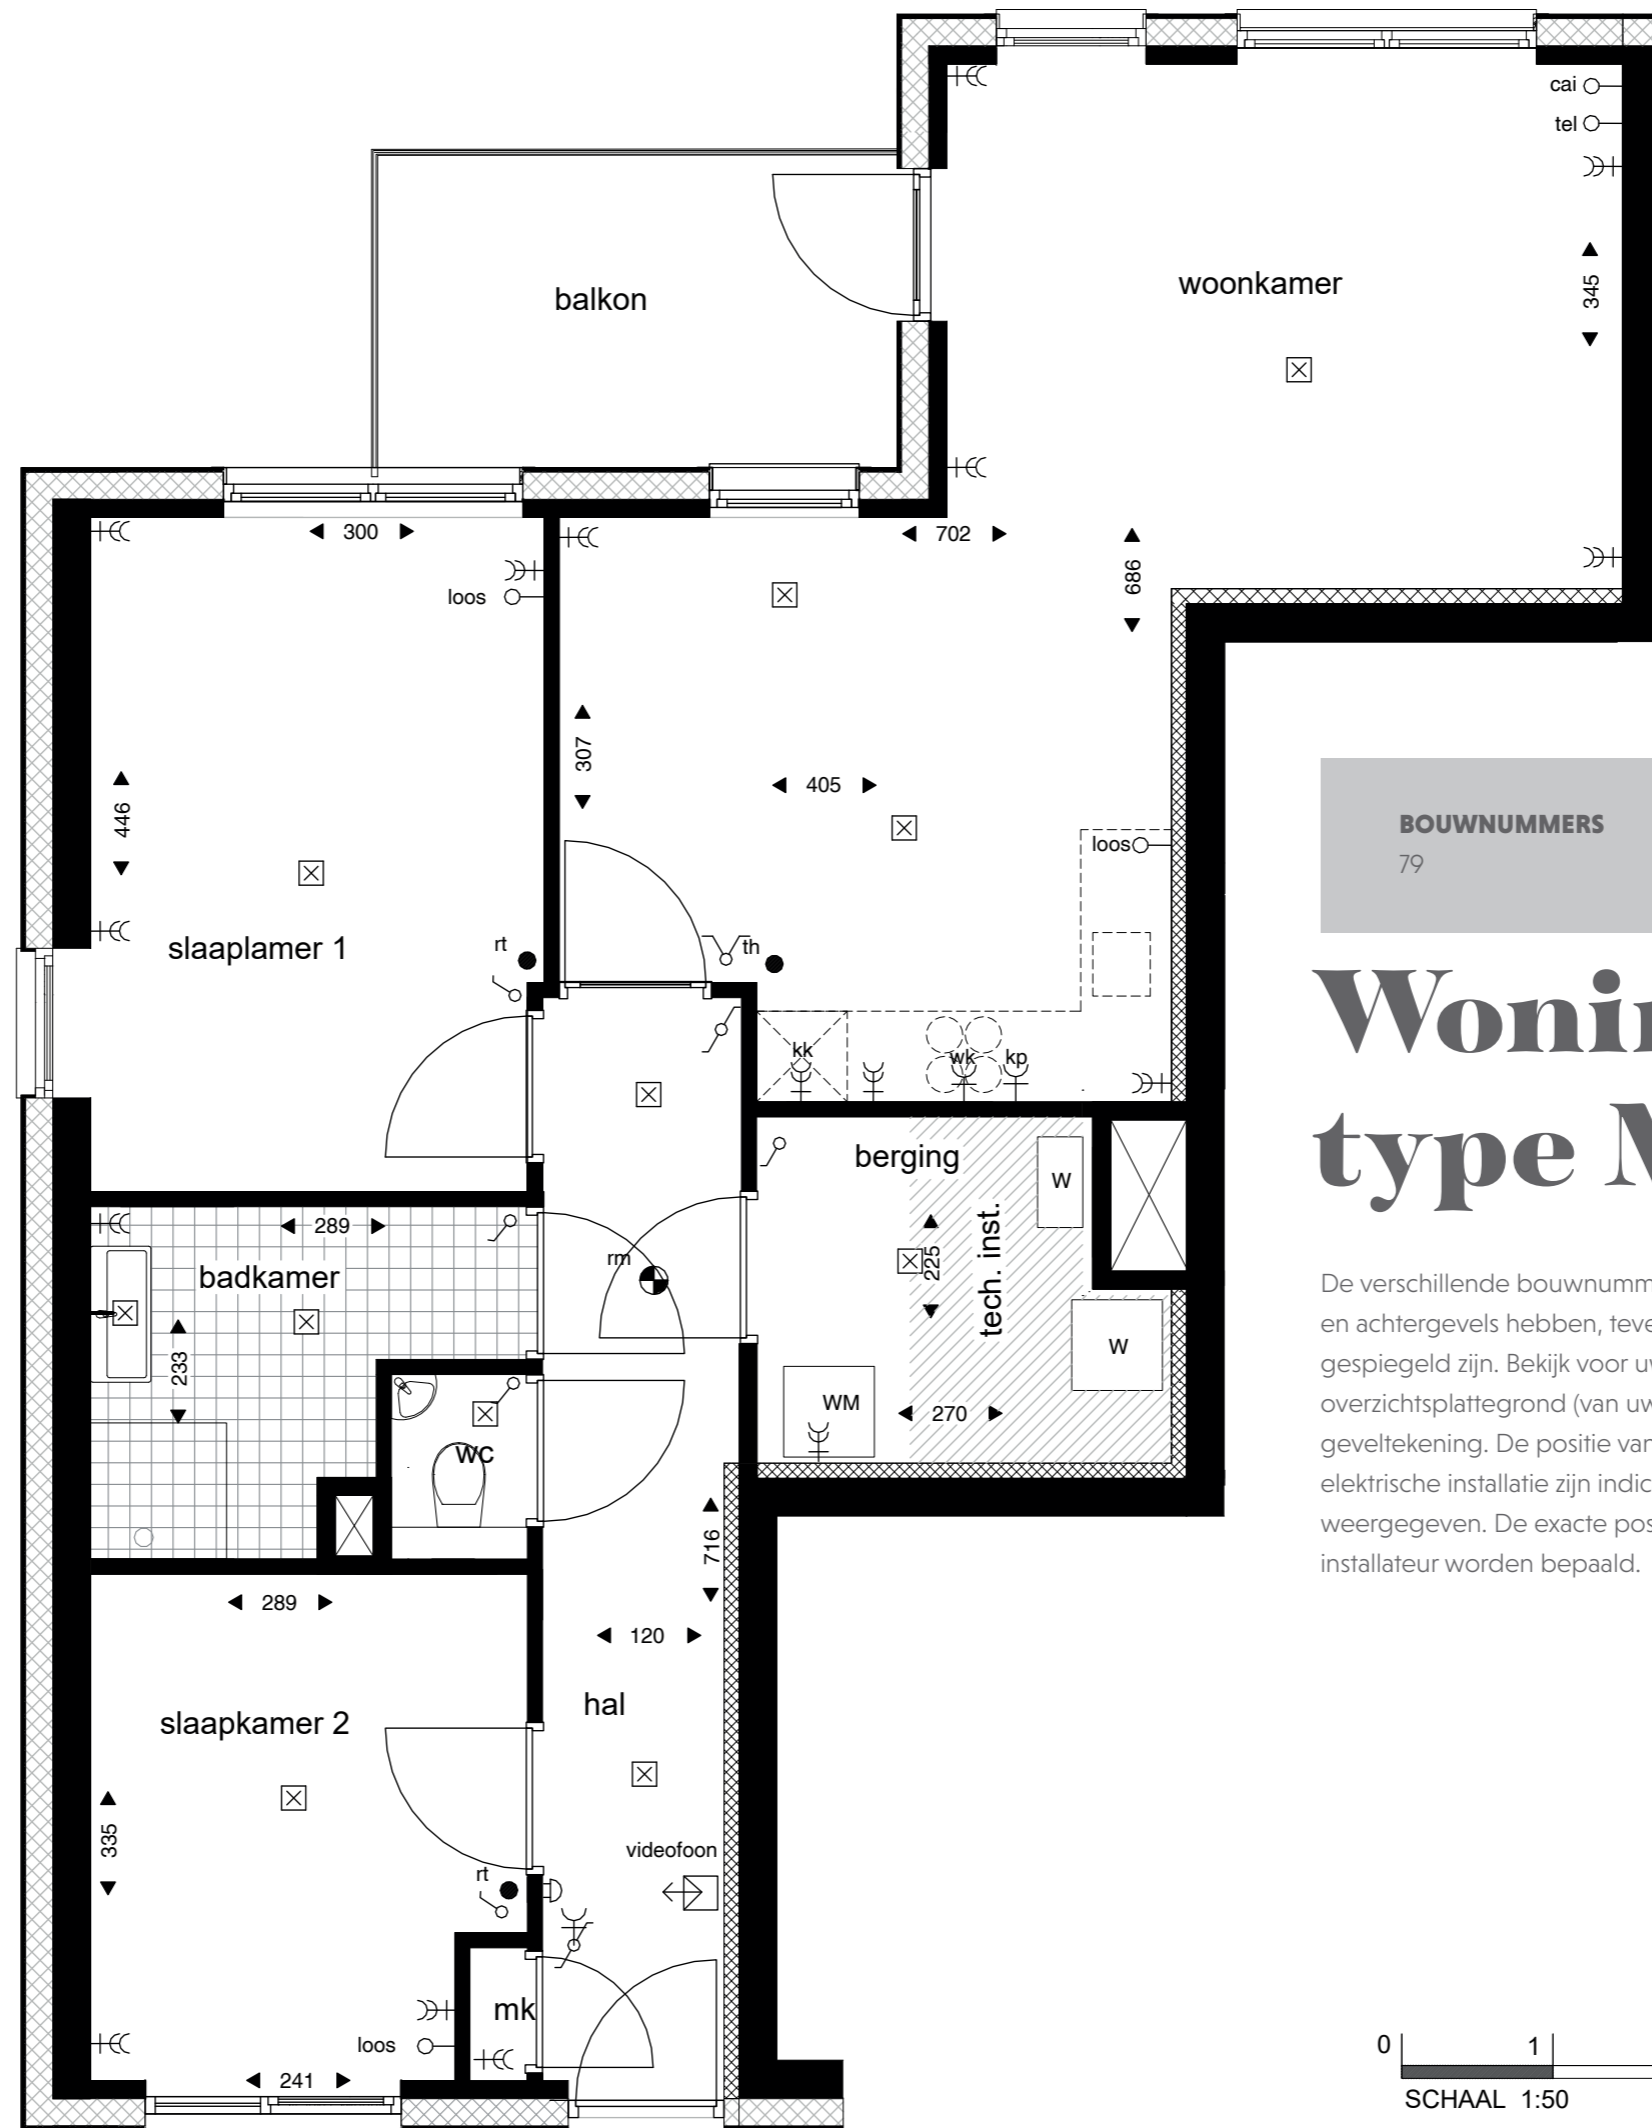 cai
tel
woonkamer
345
balkon
300
702
686
loos
307
405
446
loos
slaaplamer 1
rt
th
kk
wk
kp
berging
W
tech. inst.
225
289
badkamer
rm
233
W
WM
270
wc
716
289
120
hal
slaapkamer 2
335
videofoon
rt
mk
loos
241
BOUWNUMMERS
79
Wonin
type M
De verschillende bouwnumm
en achtergevels hebben, teve
gespiegeld zijn. Bekijk voor uw
overzichtsplattegrond (van uw
geveltekening. De positie van
elektrische installatie zijn indic
weergegeven. De exacte pos
installateur worden bepaald.
0 1
SCHAAL 1:50